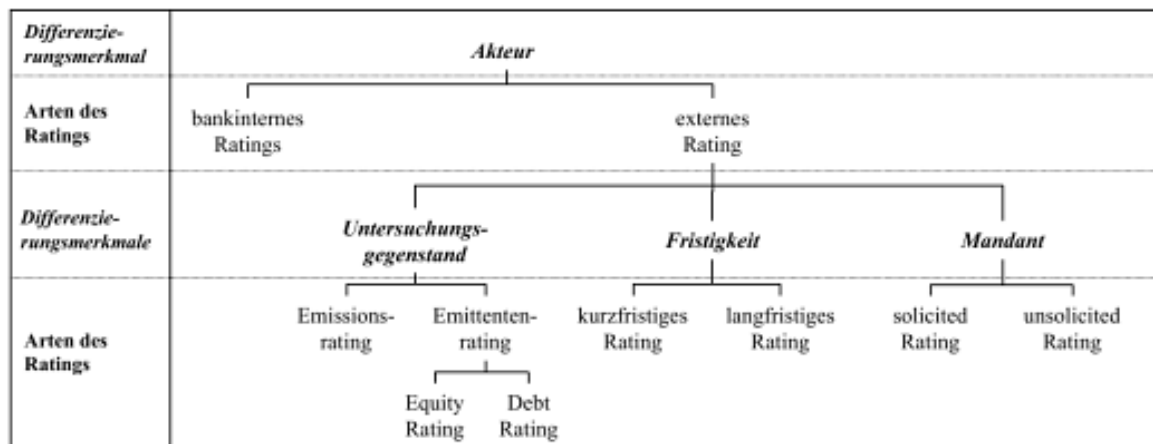 Differenzie-
rungsmerkmal
Akteur
Arten des
Ratings
bankinternes
Ratings
externes
Rating
Differenzie-
rungsmerkmale
Untersuchungs-
gegenstand
Fristigkeit
Mandant
Arten des
Ratings
Emissions-
rating
Emittenten-
rating
kurzfristiges
Rating
langfristiges
Rating
solicited
Rating
unsolicited
Rating
Equity
Rating
Debt
Rating